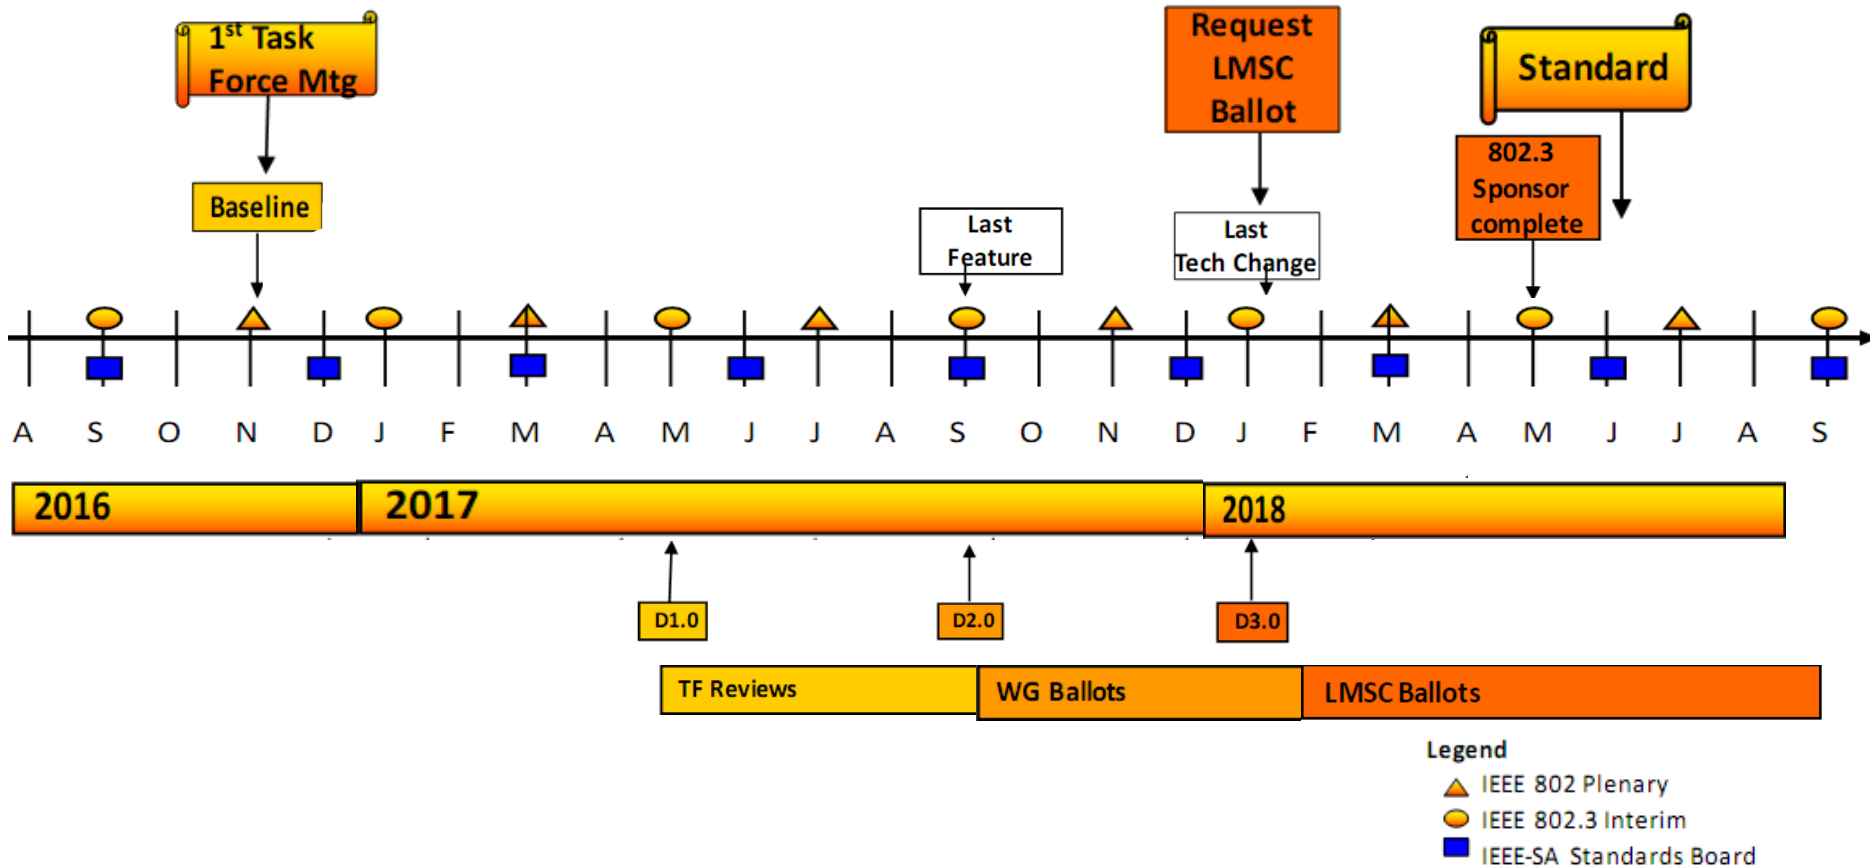 1st Task
Force Mtg
Request
LMSC
Ballot
Standard
802.3
Sponsor
complete
Baseline
Last
Feature
Last
Tech Change
A S O N D J F M A M J J A S O N D J F M A M J J A S
2016 2017 2018
D1.0 D2.0 D3.0
TF Reviews WG Ballots LMSC Ballots
Legend
IEEE 802 Plenary
IEEE 802.3 Interim
IEEE-SA Standards Board